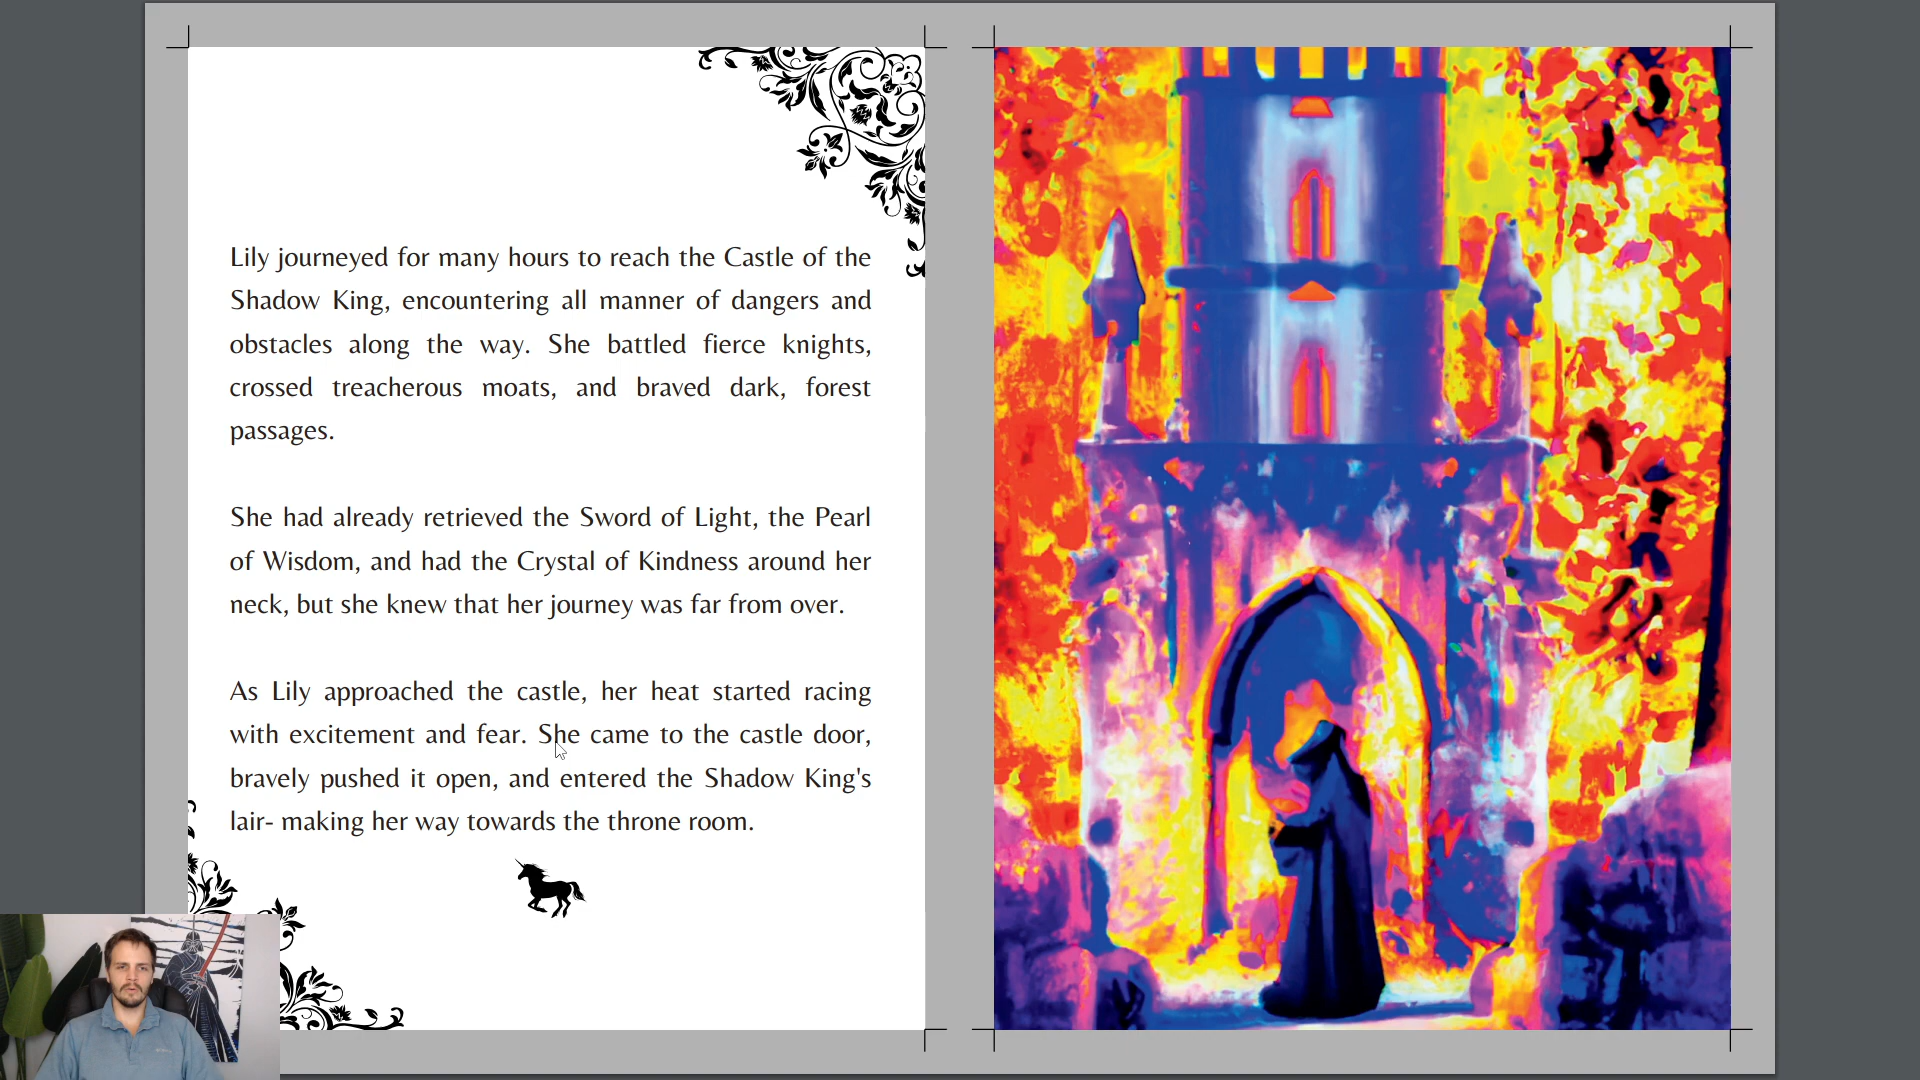 Lily journeyed for many hours to reach the Castle of the
Shadow King, encountering all manner of dangers and
obstacles along the way. She battled fierce knights,
crossed treacherous moats, and braved dark, forest
passages.
She had already retrieved the Sword of Light, the Pearl
of Wisdom, and had the Crystal of Kindness around her
neck, but she knew that her journey was far from over.
As Lily approached the castle, her heat started racing
with excitement and fear. She came to the castle door,
bravely pushed it open, and entered the Shadow King's
lair- making her way towards the throne room.